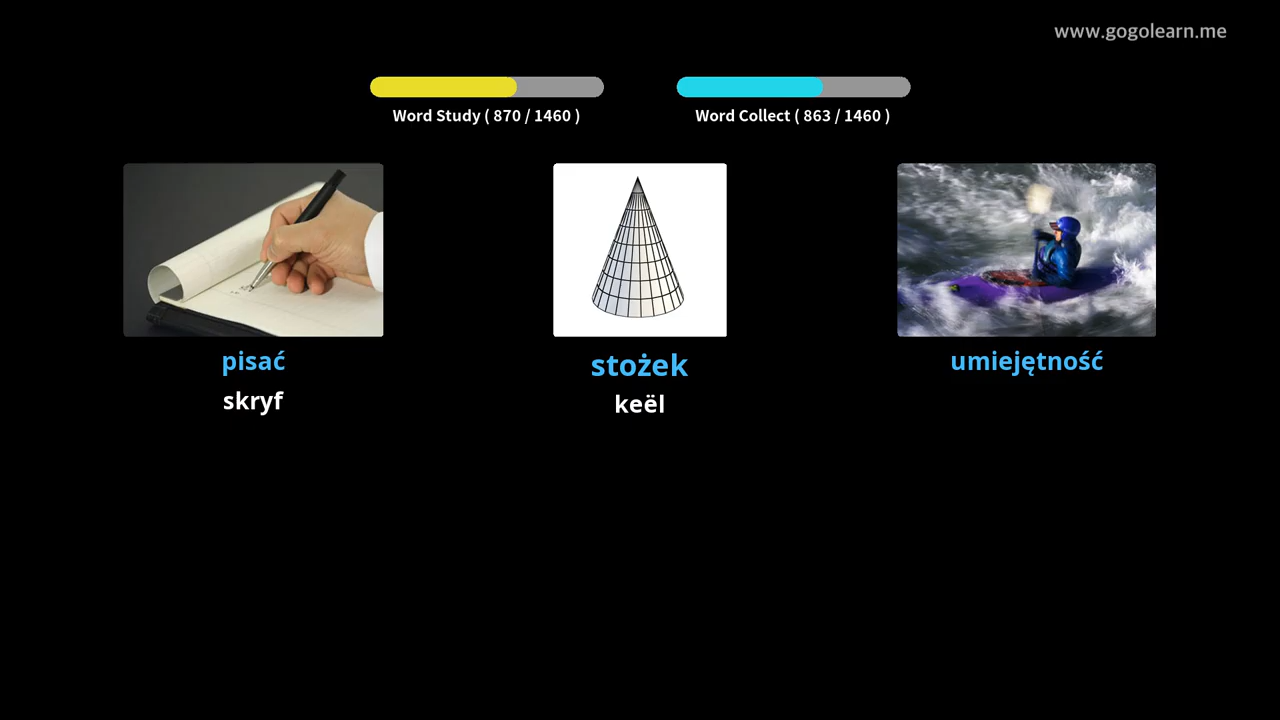 www.gogolearn.me
Word Study ( 870 / 1460 )
Word Collect ( 863 / 1460 )
pisać
skryf
stożek
keël
umiejętność